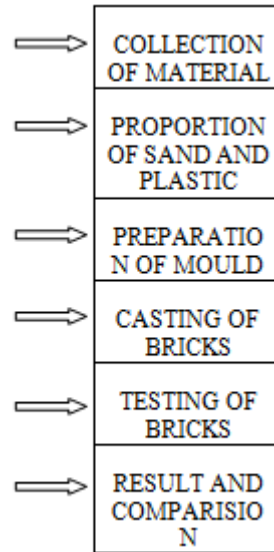 COLLECTION
OF MATERIAL
PROPORTION
OF SAND AND
PLASTIC
PREPARATIO
N OF MOULD
CASTING OF
BRICKS
TESTING OF
BRICKS
RESULT AND
COMPARISIO
N